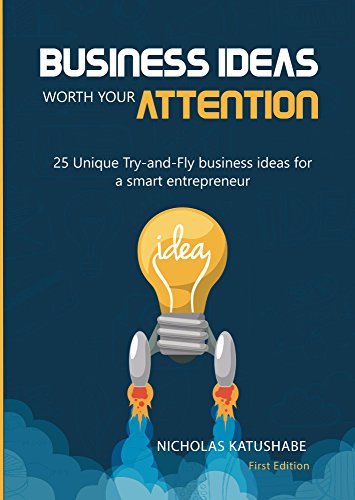 BUSINESS IDEAS
WORTH YOUR ATTENTION
25 Unique Try-and-Fly business ideas for
a smart entrepreneur
idea
NICHOLAS KATUSHABE
First Edition